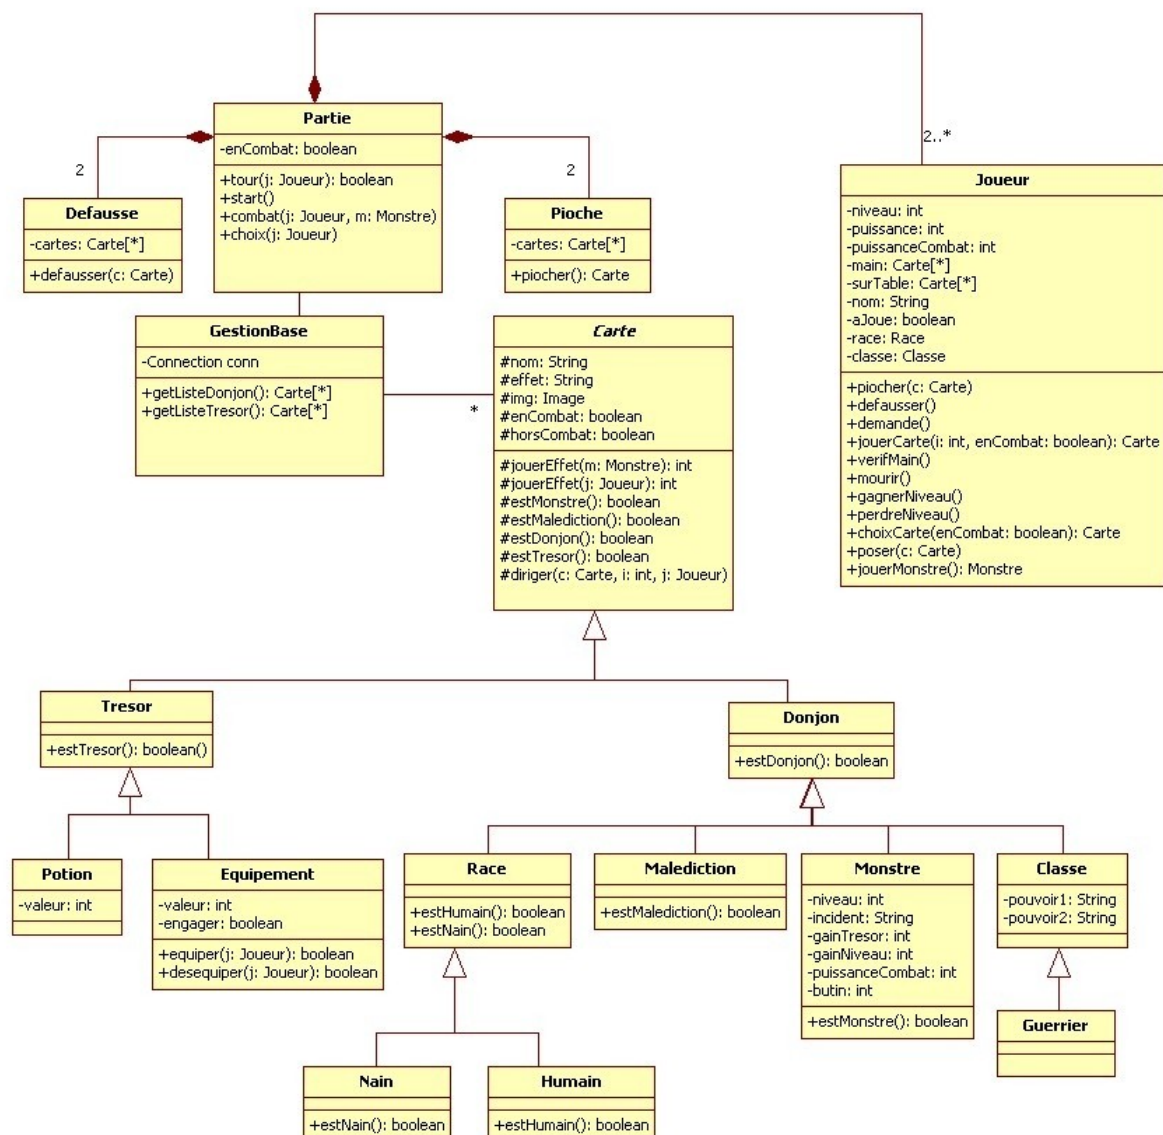 Partie
-enCombat: boolean
+tour(j: Joueur): boolean
+start()
+combat(j: Joueur, m: Monstre)
+choix(j: Joueur)
2
2
2..*
Defausse
-cartes: Carte[*]
+defausser(c: Carte)
Pioche
-cartes: Carte[*]
+piocher(): Carte
Joueur
-niveau: int
-puissance: int
-puissanceCombat: int
-main: Carte[*]
-surTable: Carte[*]
-nom: String
-aJoue: boolean
-race: Race
-classe: Classe
+piocher(c: Carte)
+defausser()
+demande()
+jouerCarte(i: int, enCombat: boolean): Carte
+verifMain()
+mourir()
+gagnerNiveau()
+perdreNiveau()
+choixCarte(enCombat: boolean): Carte
+poser(c: Carte)
+jouerMonstre(): Monstre
GestionBase
-Connection conn
+getListeDonjon(): Carte[*]
+getListeTresor(): Carte[*]
*
Carte
#nom: String
#effet: String
#img: Image
#enCombat: boolean
#horsCombat: boolean
#jouerEffet(m: Monstre): int
#jouerEffet(j: Joueur): int
#estMonstre(): boolean
#estMalediction(): boolean
#estDonjon(): boolean
#estTresor(): boolean
#diriger(c: Carte, i: int, j: Joueur)
Tresor
+estTresor(): boolean()
Donjon
+estDonjon(): boolean
Potion
-valeur: int
Equipement
-valeur: int
-engager: boolean
+equiper(j: Joueur): boolean
+desequiper(j: Joueur): boolean
Race
+estHumain(): boolean
+estNain(): boolean
Malediction
+estMalediction(): boolean
Monstre
-niveau: int
-incident: String
-gainTresor: int
-gainNiveau: int
-puissanceCombat: int
-butin: int
+estMonstre(): boolean
Classe
-pouvoir1: String
-pouvoir2: String
Guerrier
Nain
+estNain(): boolean
Humain
+estHumain(): boolean